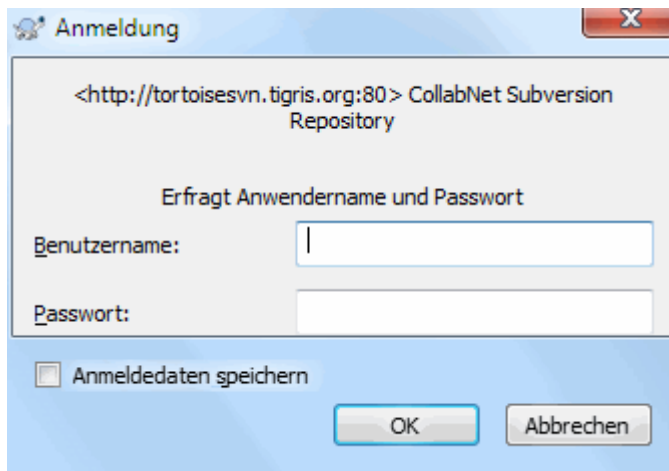 Anmeldung
<http://tortoisesvn.tigris.org:80> CollabNet Subversion
Repository
Erfragt Anwendername und Passwort
Benutzername:
Passwort:
Anmeldedaten speichern
OK
Abbrechen